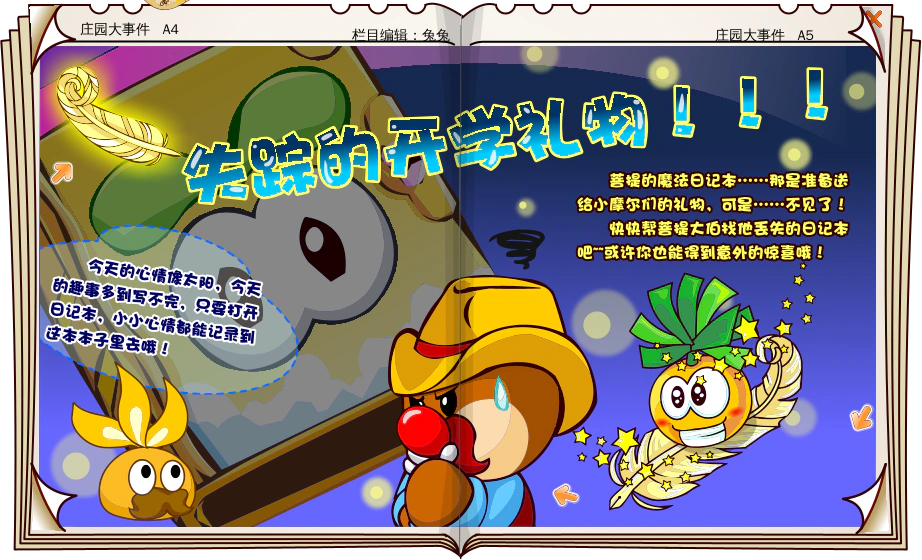 庄园大事件 A4
栏目编辑：兔兔
庄园大事件 A5
失踪的开学礼物！！！
菩提的魔法日记本……那是准备送
给小摩尔们的礼物，可是……不见了！
快快帮菩提大伯找他丢失的日记本
吧~~或许你也能得到意外的惊喜哦！
今天的心情像太阳，今天
的趣事多到写不完，只要打开
日记本，小小心情都能记录到
这本本子里去哦！